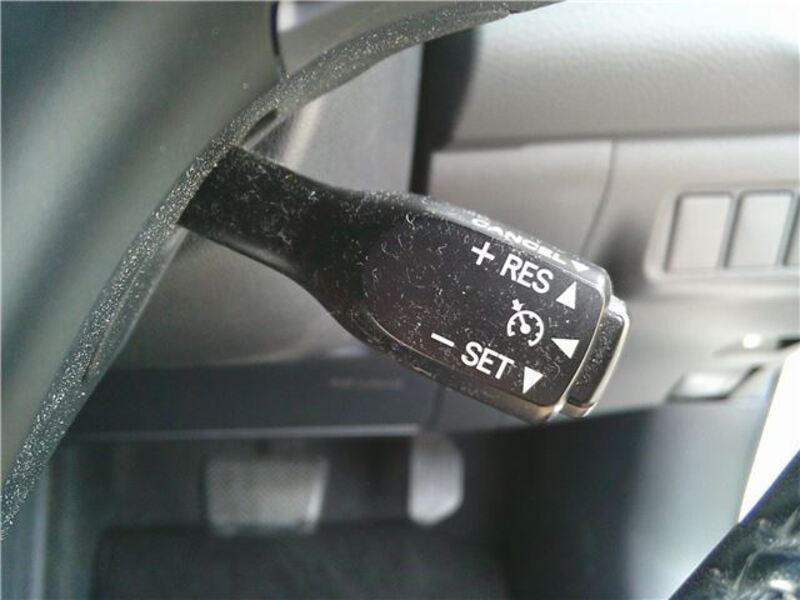 CANCEL ▼
+ RES ▲
◀
− SET ▼